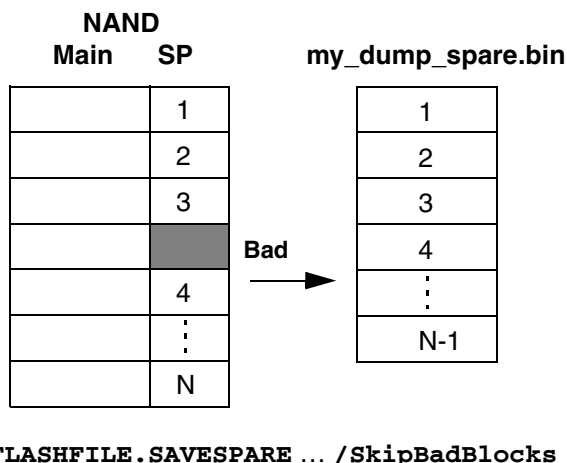 NAND
Main SP my_dump_spare.bin
1 1
2 2
3 3
Bad 4
4
N-1
N
FLASHFILE.SAVESPARE ... /SkipBadBlocks